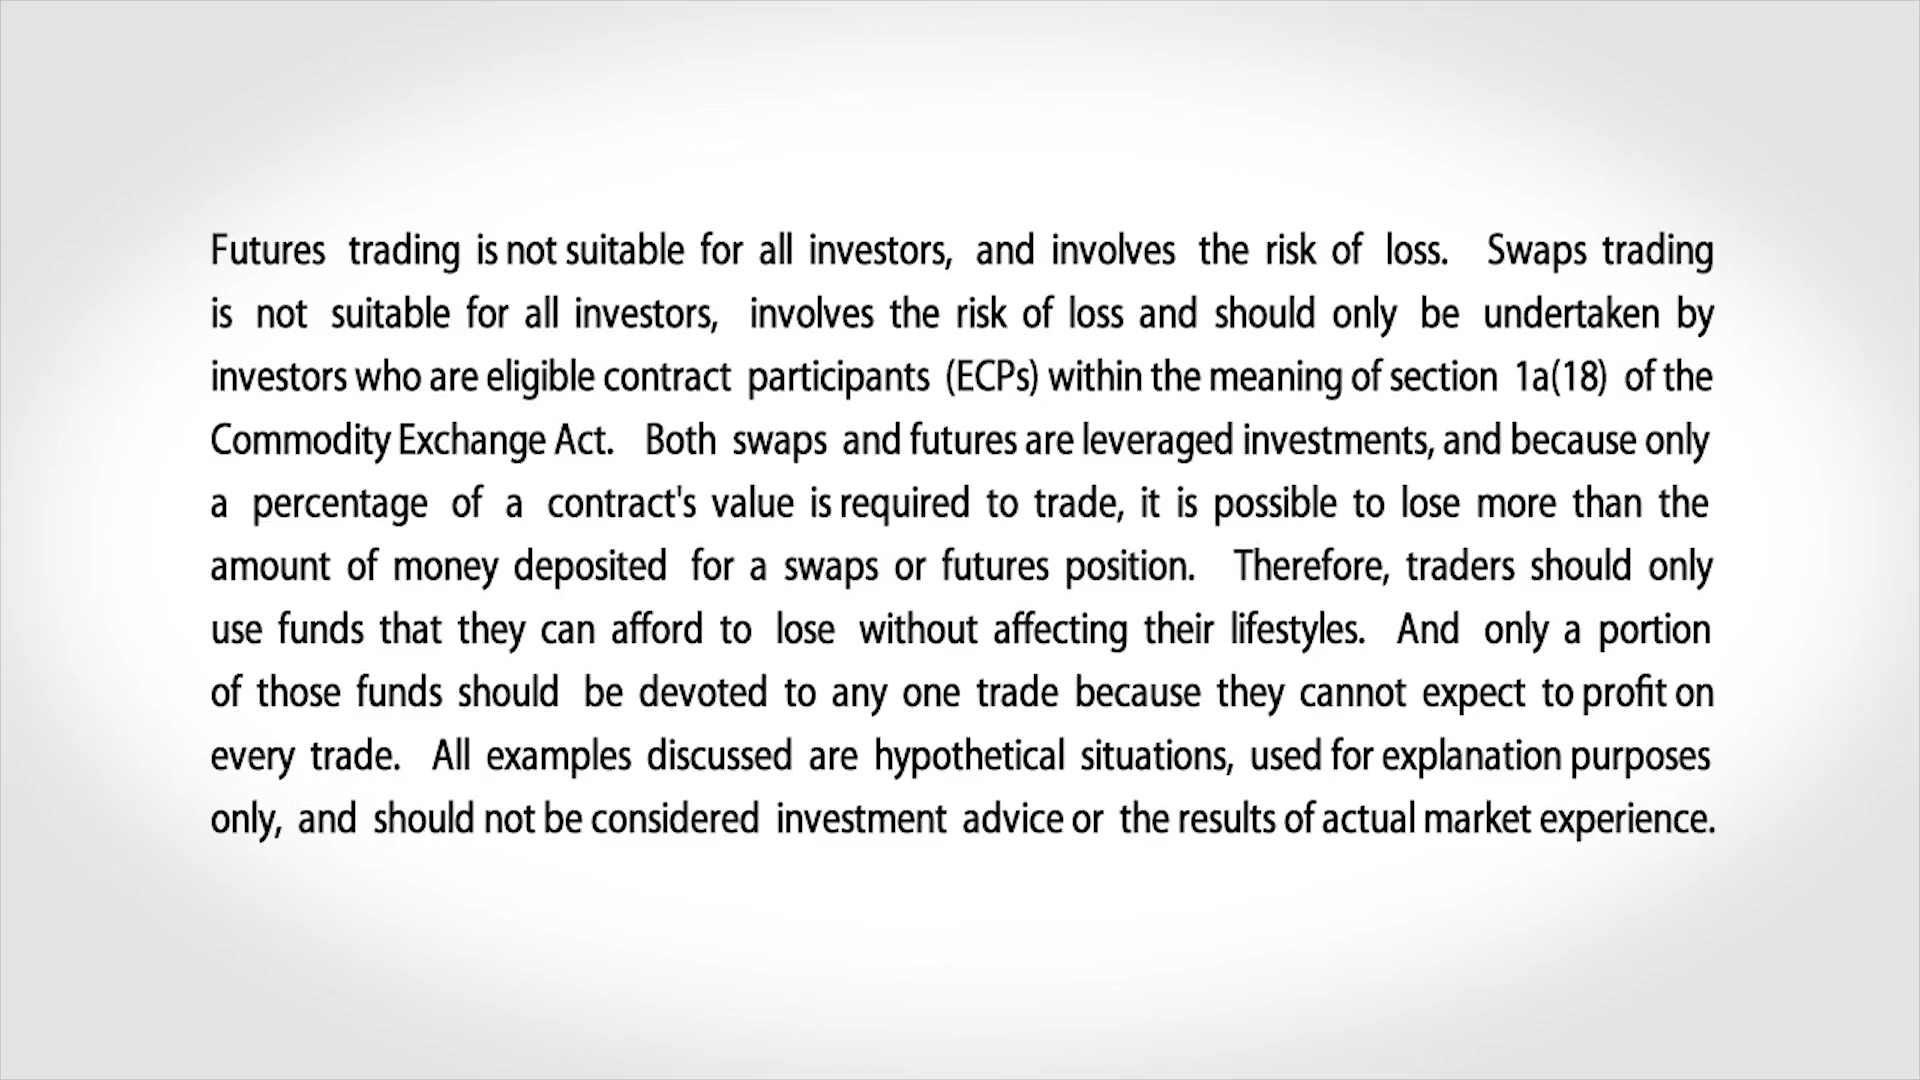 Futures trading is not suitable for all investors, and involves the risk of loss. Swaps trading
is not suitable for all investors, involves the risk of loss and should only be undertaken by
investors who are eligible contract participants (ECPs) within the meaning of section 1a(18) of the
Commodity Exchange Act. Both swaps and futures are leveraged investments, and because only
a percentage of a contract's value is required to trade, it is possible to lose more than the
amount of money deposited for a swaps or futures position. Therefore, traders should only
use funds that they can afford to lose without affecting their lifestyles. And only a portion
of those funds should be devoted to any one trade because they cannot expect to profit on
every trade. All examples discussed are hypothetical situations, used for explanation purposes
only, and should not be considered investment advice or the results of actual market experience.